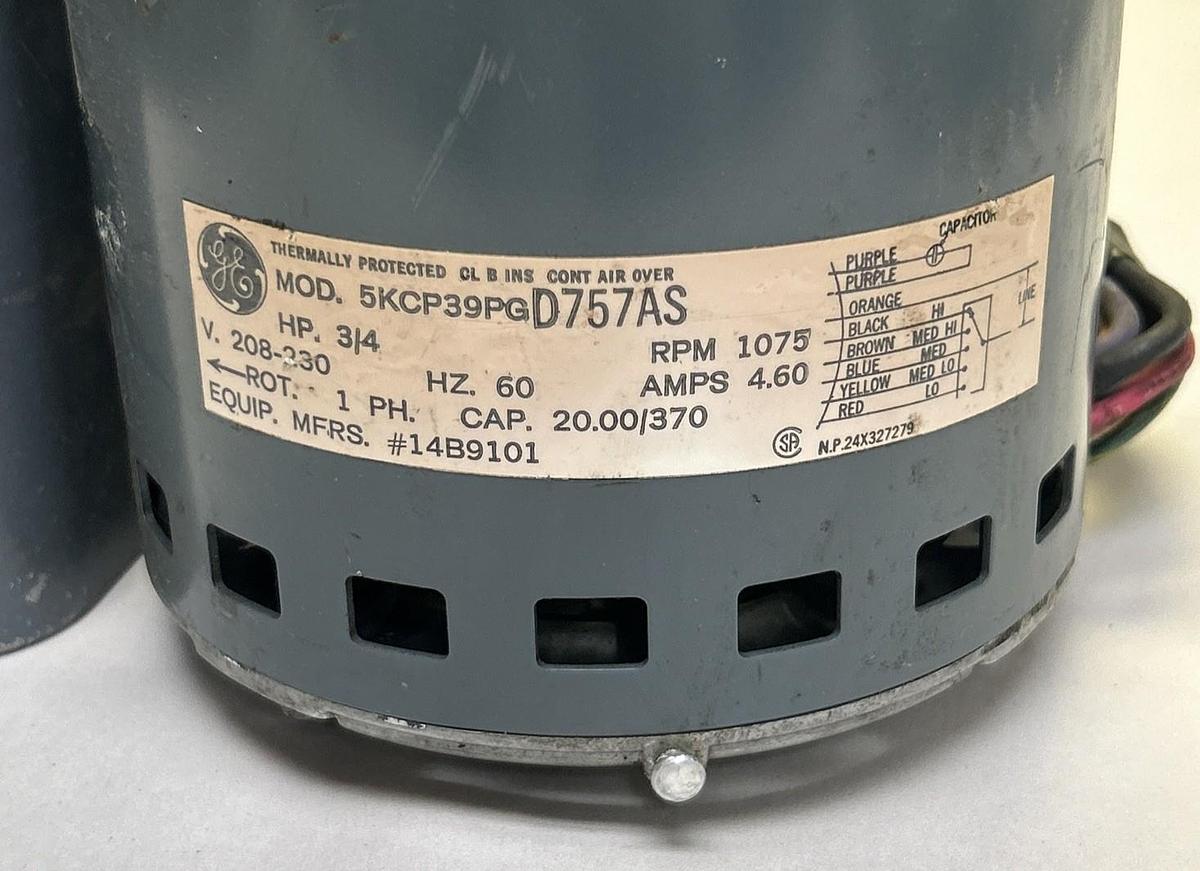 GE
THERMALLY PROTECTED CL B INS CONT AIR OVER
MOD. 5KCP39PGD757AS
HP. 3/4
RPM 1075
V. 208-230
HZ. 60
AMPS 4.60
←ROT. 1 PH. CAP. 20.00/370
EQUIP. MFRS. #14B9101
CAPACITOR
PURPLE
PURPLE
ORANGE
LINE
BLACK HI
BROWN MED HI
BLUE MED
YELLOW MED LO
RED LO
SA N.P.24X327279